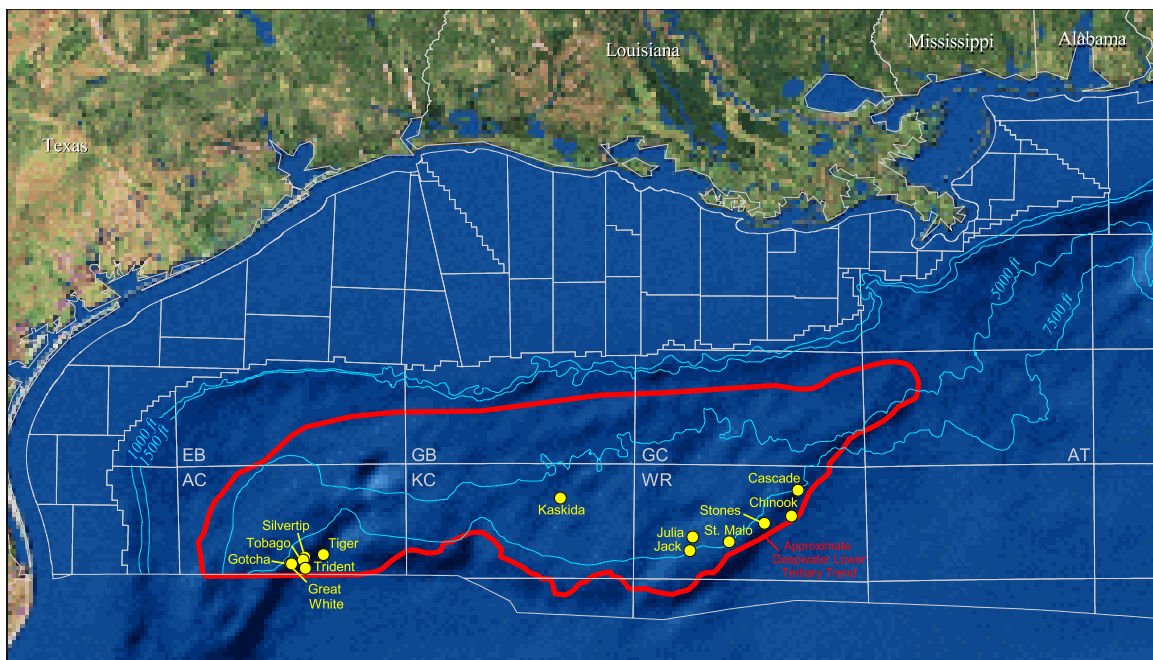 Louisiana
Mississippi
Alabama
Texas
5000 ft
7500 ft
1000 ft
1500 ft
EB
GB
GC
AT
AC
KC
WR
Cascade
Chinook
Kaskida
Stones
Silvertip
Julia
St. Malo
Tobago
Tiger
Jack
Gotcha
Trident
Approximate
Deepwater Lower
Tertiary Trend
Great
White